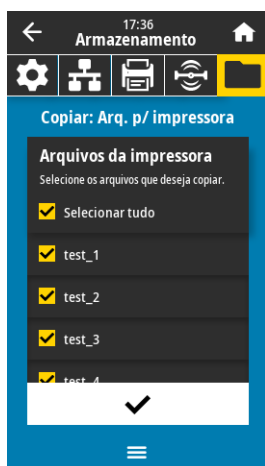 17:36
Armazenamento
Copiar: Arq. p/ impressora
Arquivos da impressora
Selecione os arquivos que deseja copiar.
Selecionar tudo
test_1
test_2
test_3
test_4